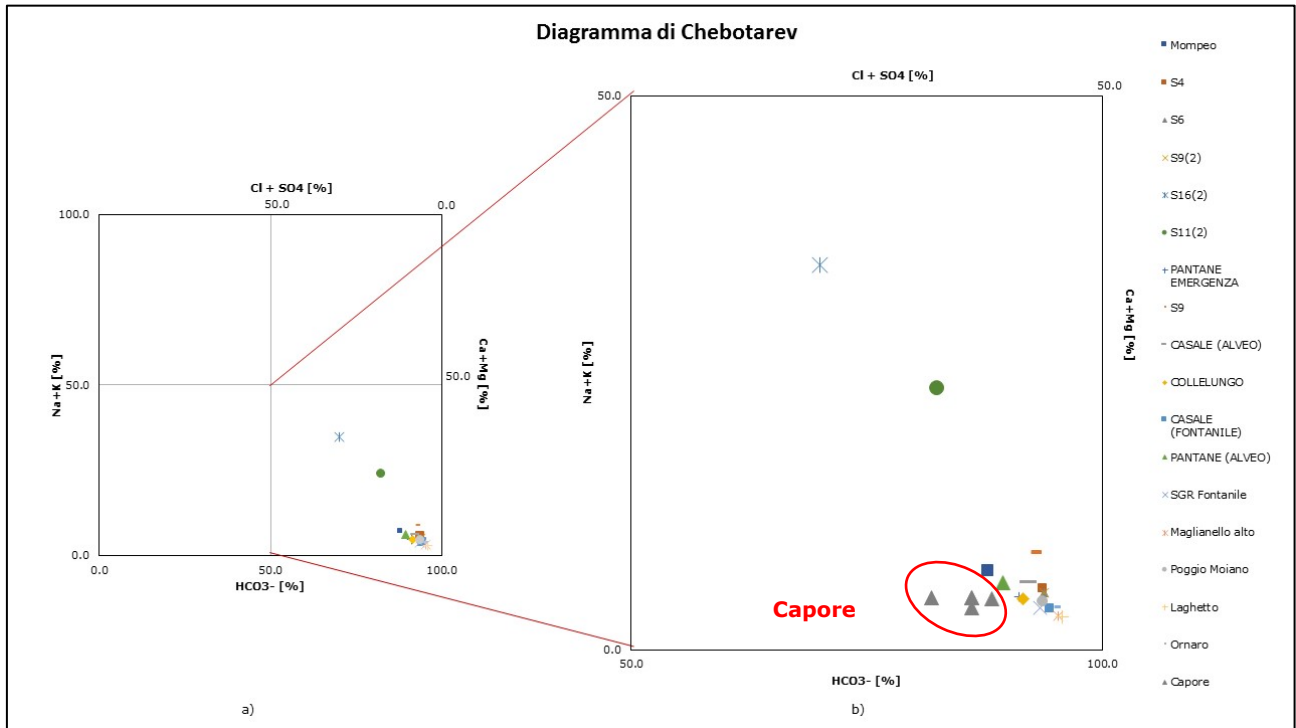 Diagramma di Chebotarev
Cl + SO4 [%]
50.0
0.0
100.0
Na+K [%]
50.0
Ca+Mg [%]
50.0
0.0
0.0
50.0
100.0
HCO3- [%]
a)
Cl + SO4 [%]
50.0
50.0
Na+K [%]
Ca+Mg [%]
Capore
0.0
50.0
100.0
HCO3- [%]
b)
Mompeo
S4
S6
S9(2)
S16(2)
S11(2)
PANTANE
EMERGENZA
S9
CASALE (ALVEO)
COLLELUNGO
CASALE
(FONTANILE)
PANTANE (ALVEO)
SGR Fontanile
Maglianello alto
Poggio Moiano
Laghetto
Ornaro
Capore